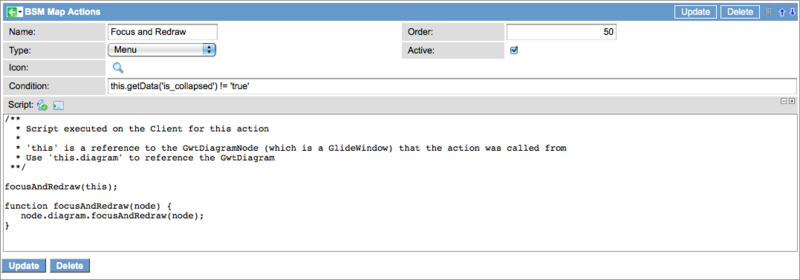 BSM Map Actions Update Delete
Name: Focus and Redraw Order: 50
Type: Menu Active:
Icon:
Condition: this.getData('is_collapsed') != 'true'
Script:
/**
* Script executed on the Client for this action
*
* 'this' is a reference to the GwtDiagramNode (which is a GlideWindow) that the action was called from
* Use 'this.diagram' to reference the GwtDiagram
**/
focusAndRedraw(this);
function focusAndRedraw(node) {
node.diagram.focusAndRedraw(node);
}
Update Delete